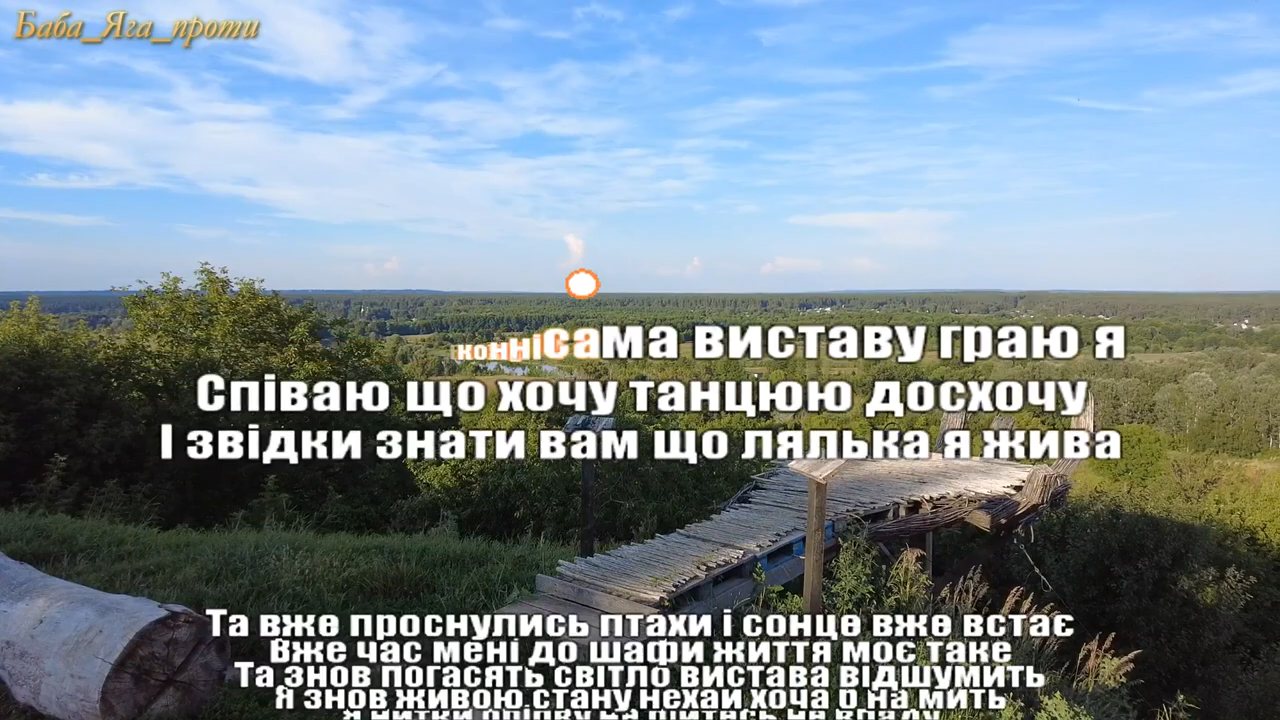 Баба_Яга_проти
сама виставу граю я
Співаю що хочу танцюю досхочу
І звідки знати вам що лялька я жива
Та вже проснулись птахи і сонце вже встає
Вже час мені до шафи життя моє таке
Та знов погасять світло вистава відшумить
Я знов живою стану нехай хоча б на мить